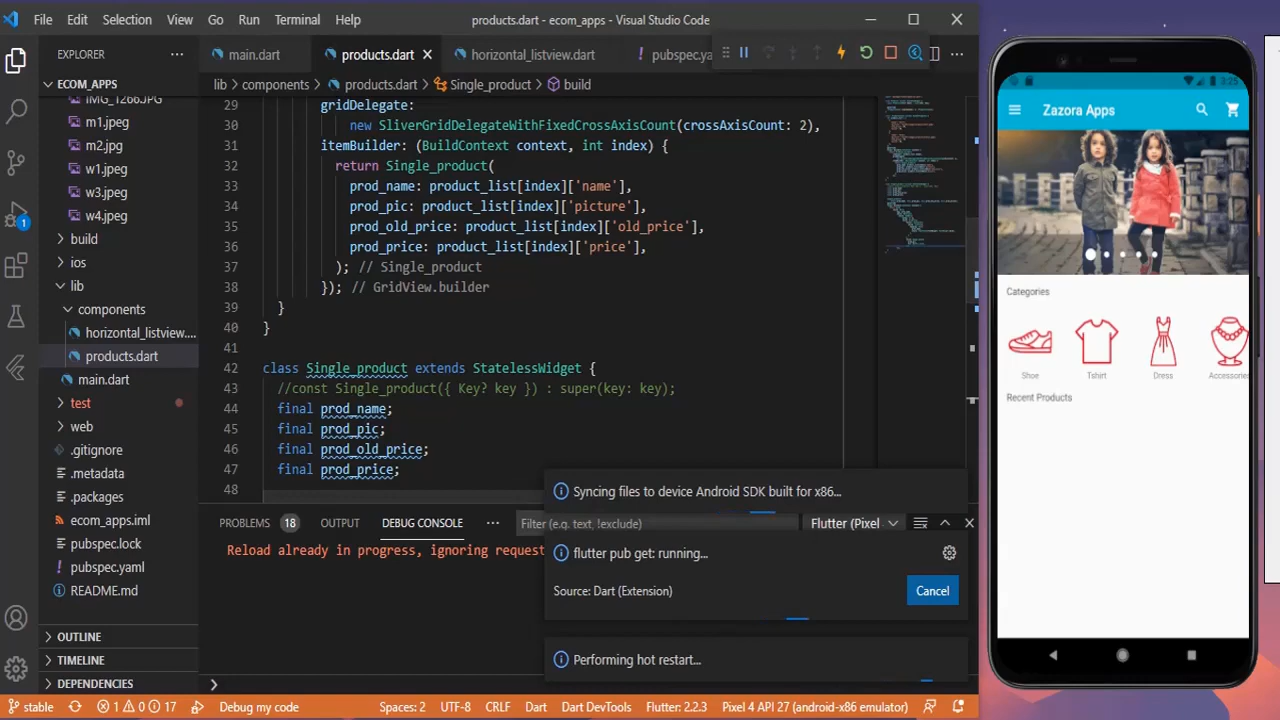 File Edit Selection View Go Run Terminal Help
products.dart - ecom_apps - Visual Studio Code
EXPLORER
main.dart
products.dart
horizontal_listview.dart
pubspec.ya
ECOM_APPS
IMG_1266.JPG
m1.jpeg
m2.jpg
w1.jpeg
w3.jpeg
w4.jpeg
build
ios
lib
components
horizontal_listview....
products.dart
main.dart
test
web
.gitignore
.metadata
.packages
ecom_apps.iml
pubspec.lock
pubspec.yaml
README.md
OUTLINE
TIMELINE
DEPENDENCIES
1
lib > components > products.dart > Single_product > build
29 gridDelegate:
30 new SliverGridDelegateWithFixedCrossAxisCount(crossAxisCount: 2),
31 itemBuilder: (BuildContext context, int index) {
32 return Single_product(
33 prod_name: product_list[index]['name'],
34 prod_pic: product_list[index]['picture'],
35 prod_old_price: product_list[index]['old_price'],
36 prod_price: product_list[index]['price'],
37 ); // Single_product
38 }); // GridView.builder
39 }
40 }
41
42 class Single_product extends StatelessWidget {
43 //const Single_product({ Key? key }) : super(key: key);
44 final prod_name;
45 final prod_pic;
46 final prod_old_price;
47 final prod_price;
48
PROBLEMS 18 OUTPUT DEBUG CONSOLE
Filter (e.g. text, !exclude)
Flutter (Pixel
Reload already in progress, ignoring request
Syncing files to device Android SDK built for x86...
flutter pub get: running...
Source: Dart (Extension)
Cancel
Performing hot restart...
stable 1 0 17 Debug my code
Spaces: 2 UTF-8 CRLF Dart Dart DevTools Flutter: 2.2.3 Pixel 4 API 27 (android-x86 emulator)
3:25
Zazora Apps
Categories
Shoe Tshirt Dress Accessories
Recent Products